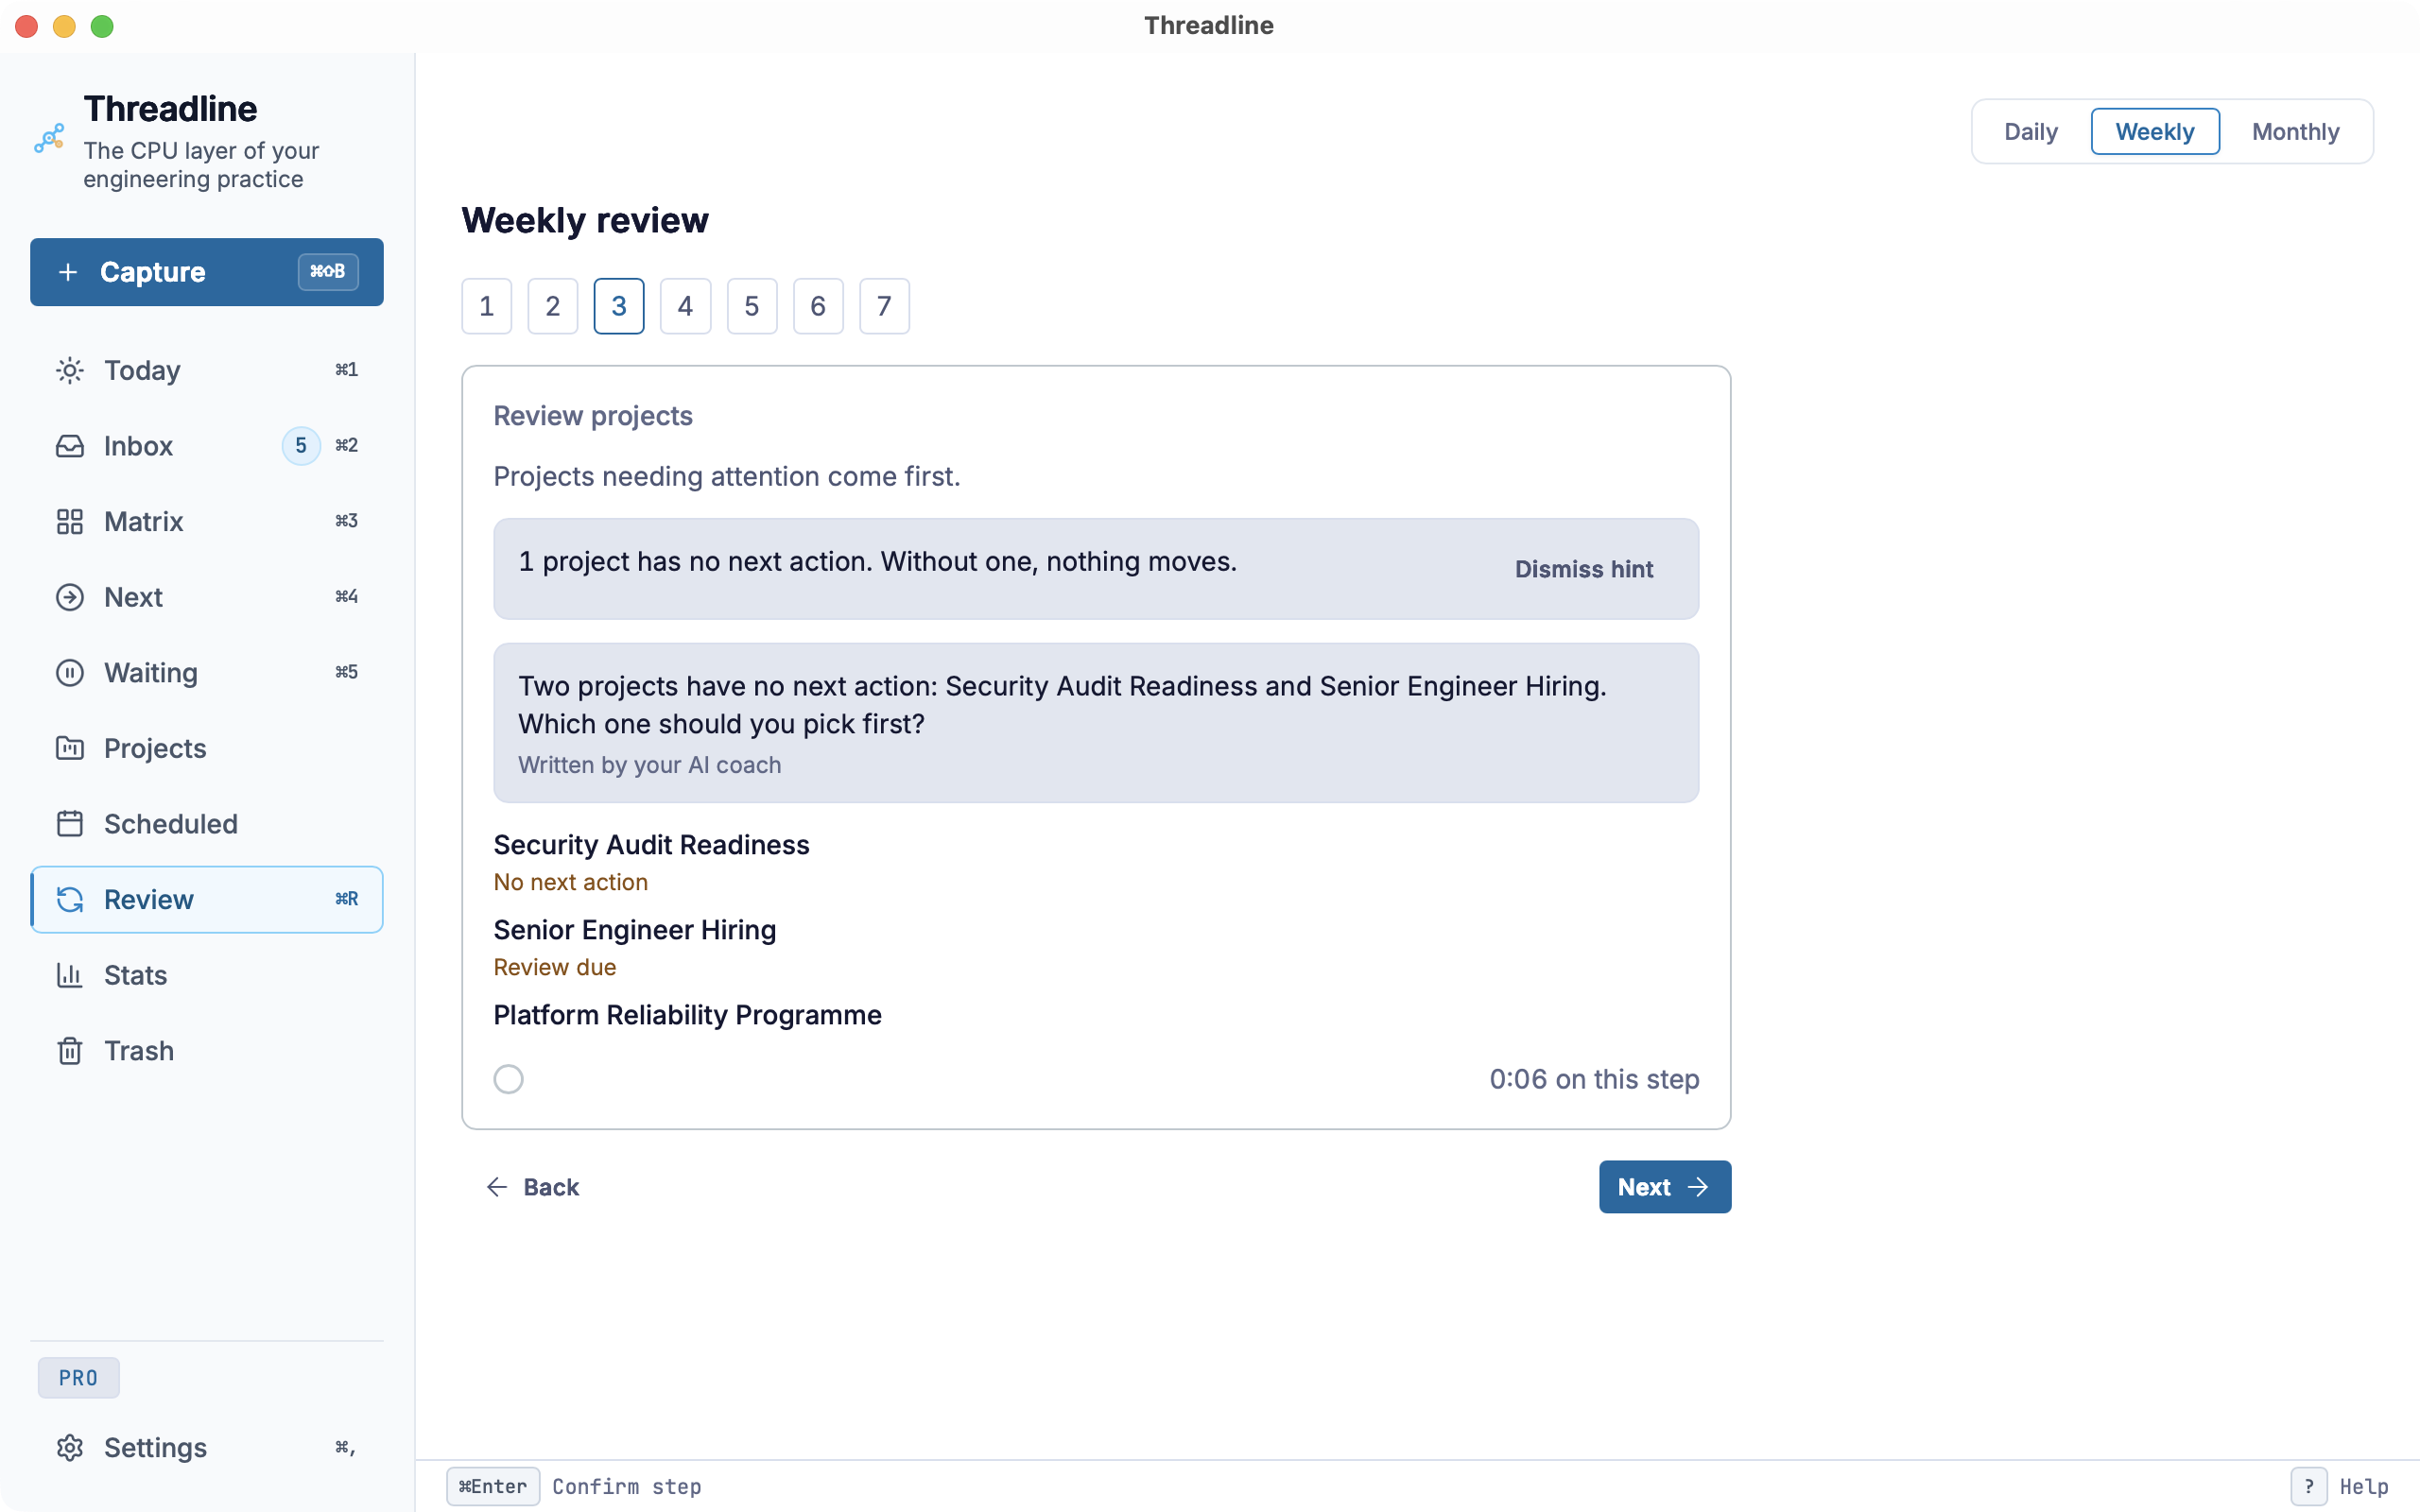 Threadline
Threadline
The CPU layer of your
engineering practice
+ Capture ⌘⇧B
Today ⌘1
Inbox 5 ⌘2
Matrix ⌘3
Next ⌘4
Waiting ⌘5
Projects
Scheduled
Review ⌘R
Stats
Trash
PRO
Settings ⌘,
Daily Weekly Monthly
Weekly review
1 2 3 4 5 6 7
Review projects
Projects needing attention come first.
1 project has no next action. Without one, nothing moves. Dismiss hint
Two projects have no next action: Security Audit Readiness and Senior Engineer Hiring.
Which one should you pick first?
Written by your AI coach
Security Audit Readiness
No next action
Senior Engineer Hiring
Review due
Platform Reliability Programme
0:06 on this step
← Back Next →
⌘Enter Confirm step ? Help